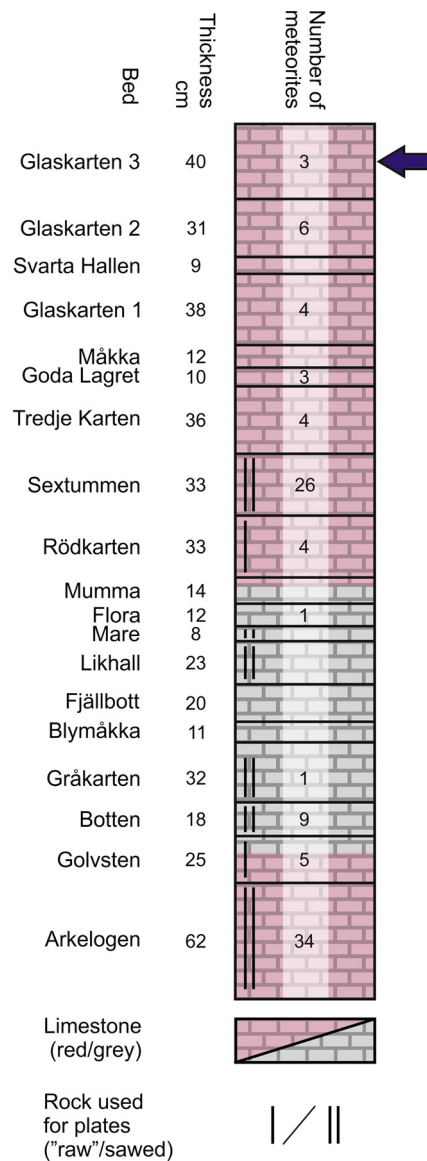 Bed
Thickness
cm
Number of
meteorites
Glaskarten 3 40 3
Glaskarten 2 31 6
Svarta Hallen 9
Glaskarten 1 38 4
Måkka 12
Goda Lagret 10 3
Tredje Karten 36 4
Sextummen 33 26
Rödkarten 33 4
Mumma 14
Flora 12 1
Mare 8
Likhall 23
Fjällbott 20
Blymåkka 11
Gråkarten 32 1
Botten 18 9
Golvsten 25 5
Arkelogen 62 34
Limestone
(red/grey)
Rock used
for plates
("raw"/sawed)